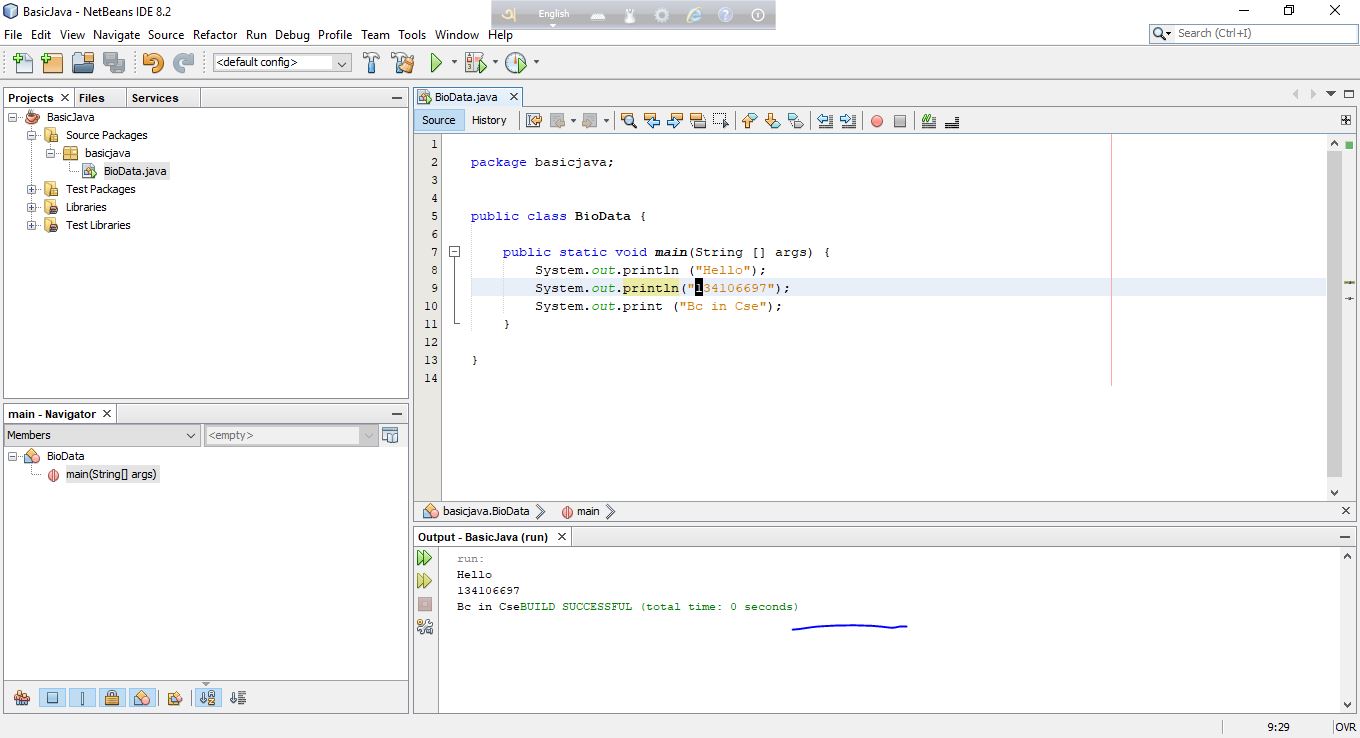 BasicJava - NetBeans IDE 8.2
English
File Edit View Navigate Source Refactor Run Debug Profile Team Tools Window Help
Search (Ctrl+I)
<default config>
Projects Files Services
BasicJava
Source Packages
basicjava
BioData.java
Test Packages
Libraries
Test Libraries
main - Navigator
Members <empty>
BioData
main(String[] args)
BioData.java
Source History
1
2 package basicjava;
3
4
5 public class BioData {
6
7 public static void main(String [] args) {
8 System.out.println ("Hello");
9 System.out.println("134106697");
10 System.out.print ("Bc in Cse");
11 }
12
13 }
14
basicjava.BioData main
Output - BasicJava (run)
run:
Hello
134106697
Bc in CseBUILD SUCCESSFUL (total time: 0 seconds)
9:29 OVR